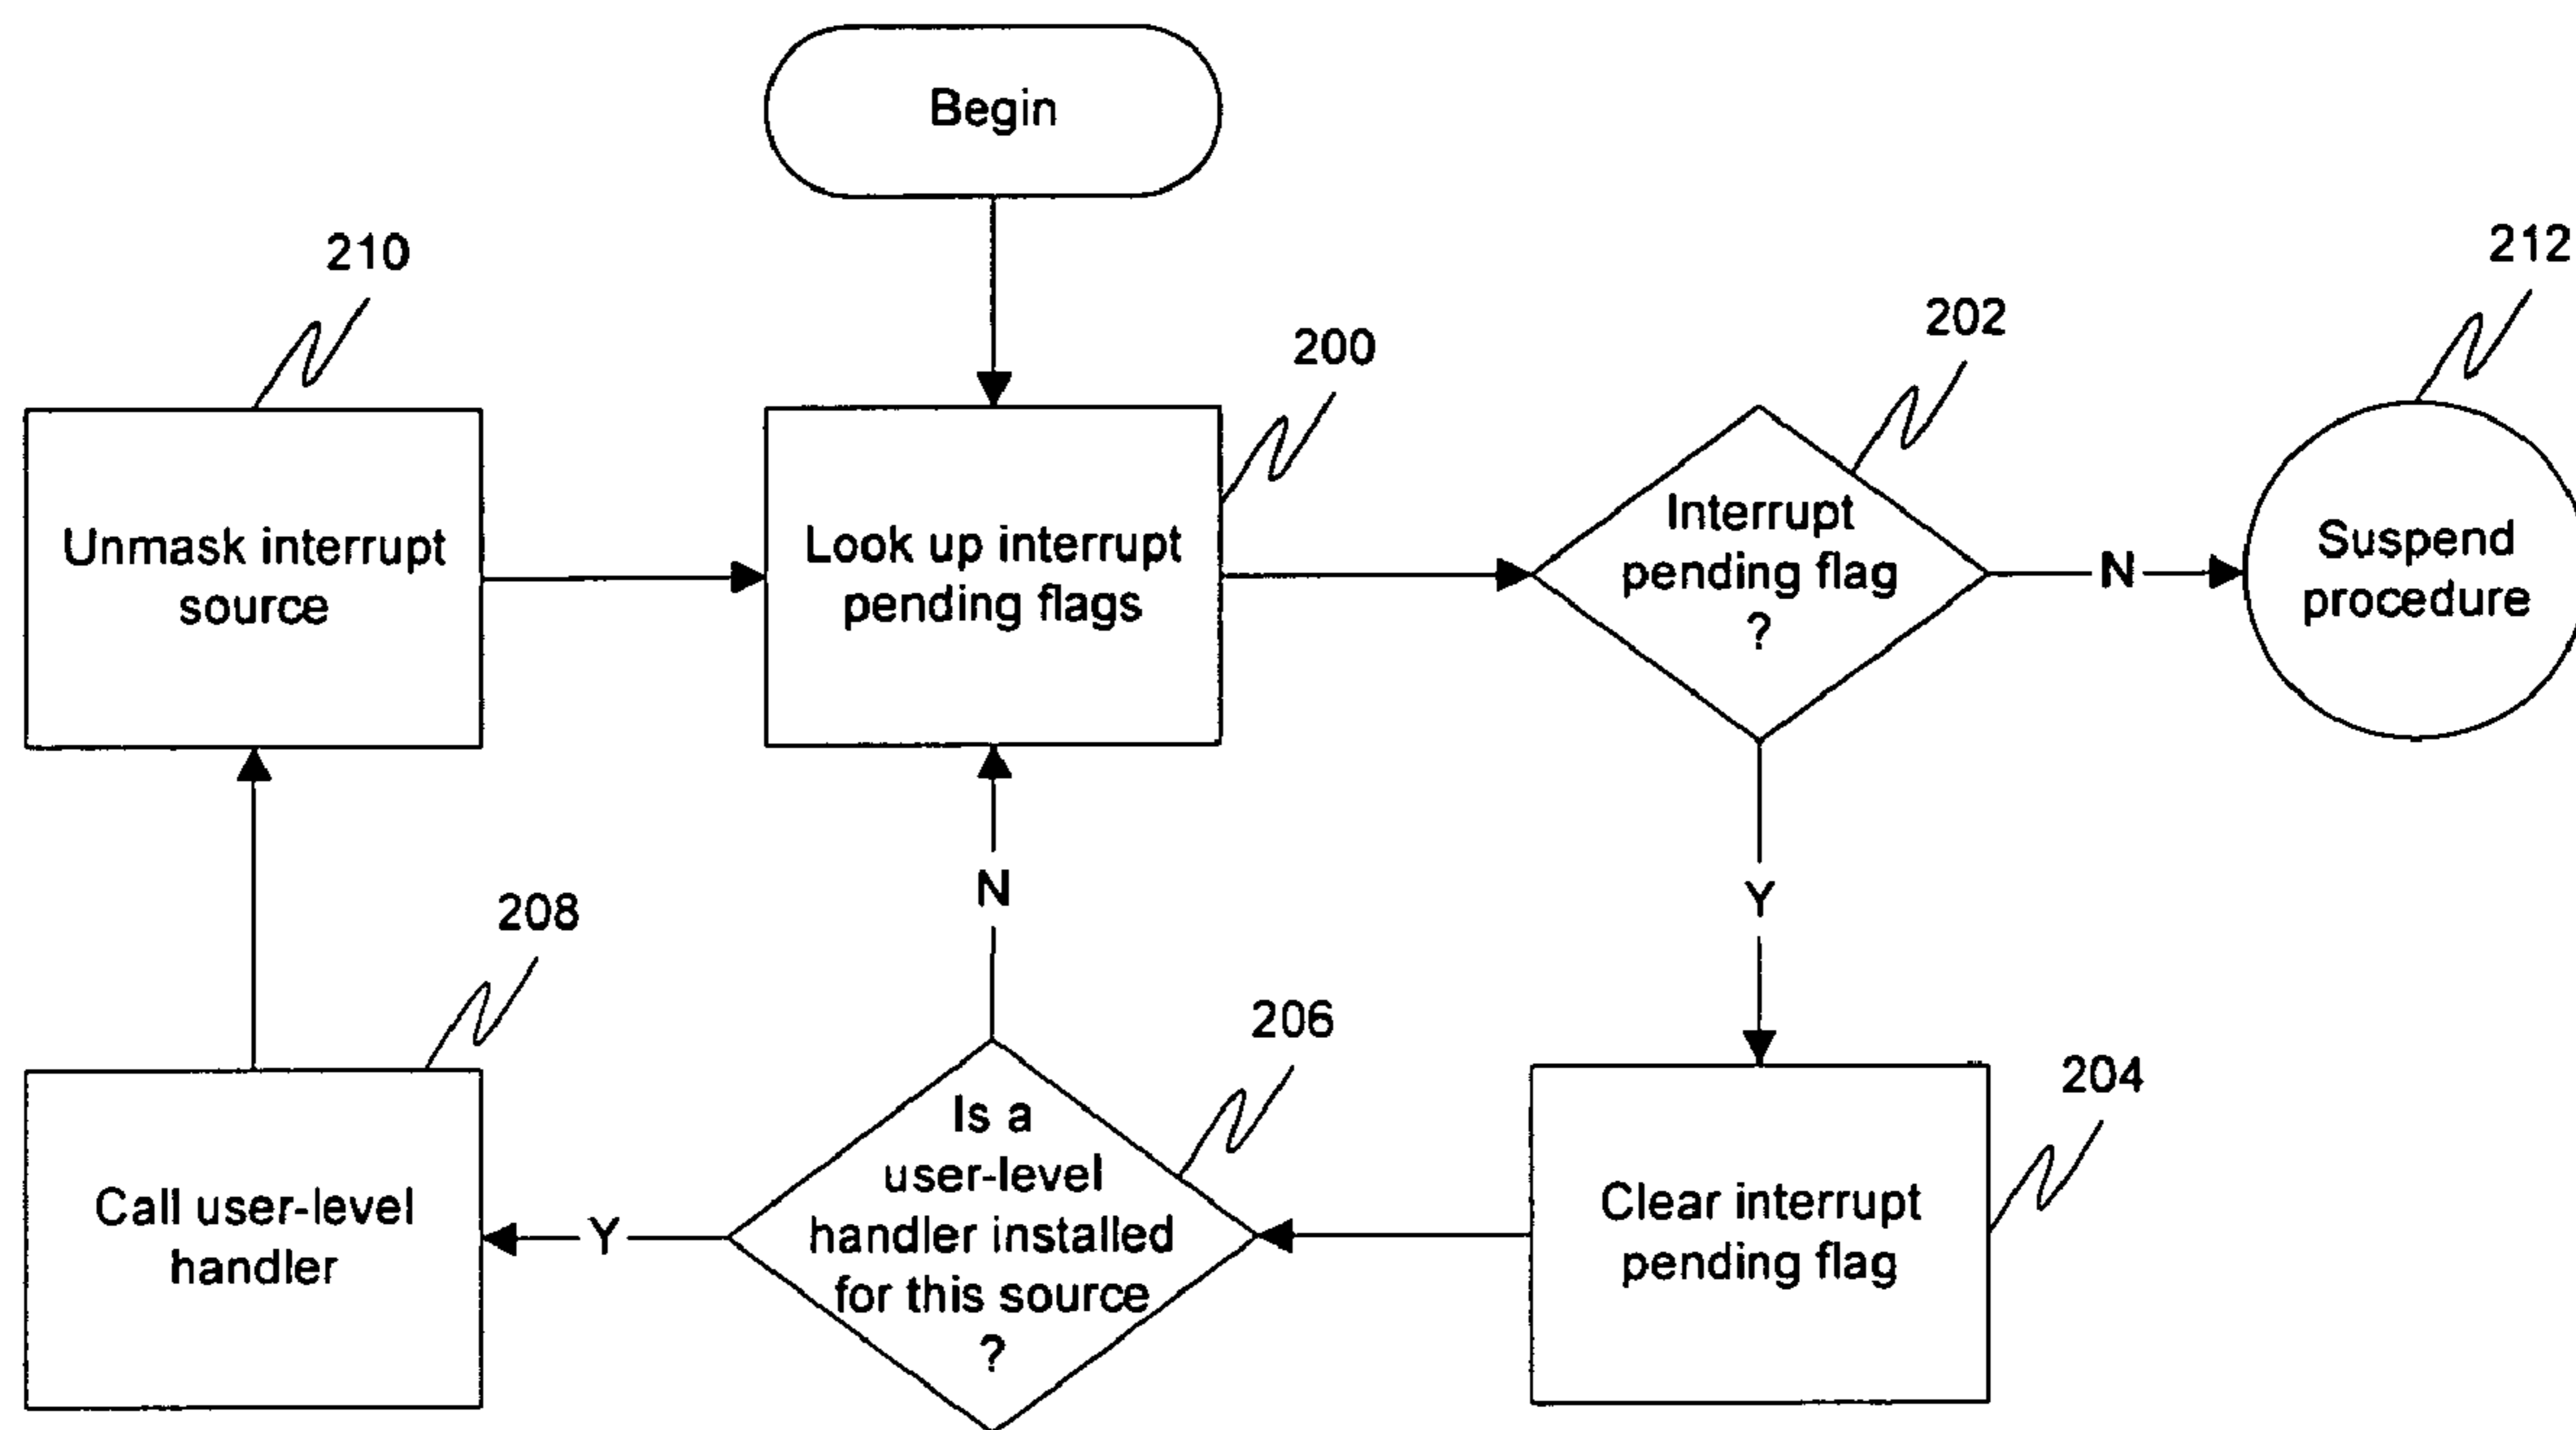 Begin
210
212
202
200
Unmask interrupt
source
Look up interrupt
pending flags
Interrupt
pending flag
?
N
Suspend
procedure
N
Y
208
206
204
Call user-level
handler
Y
Is a
user-level
handler installed
for this source
?
Clear interrupt
pending flag